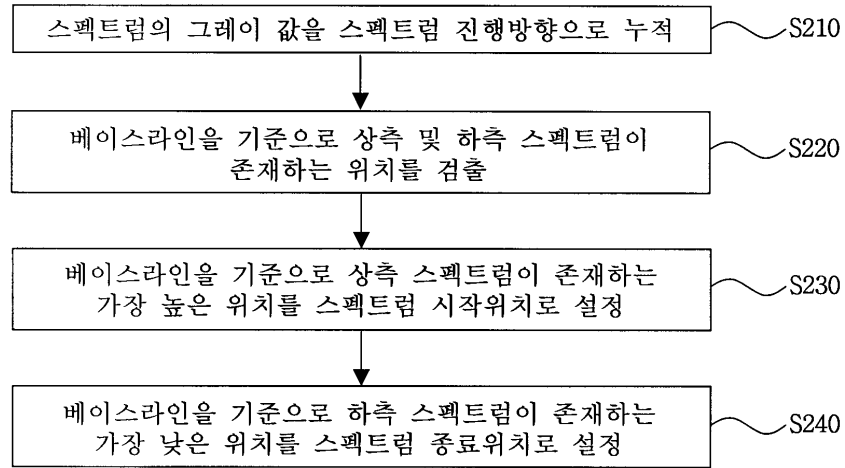 스펙트럼의 그레이 값을 스펙트럼 진행방향으로 누적
S210
베이스라인을 기준으로 상측 및 하측 스펙트럼이
존재하는 위치를 검출
S220
베이스라인을 기준으로 상측 스펙트럼이 존재하는
가장 높은 위치를 스펙트럼 시작위치로 설정
S230
베이스라인을 기준으로 하측 스펙트럼이 존재하는
가장 낮은 위치를 스펙트럼 종료위치로 설정
S240